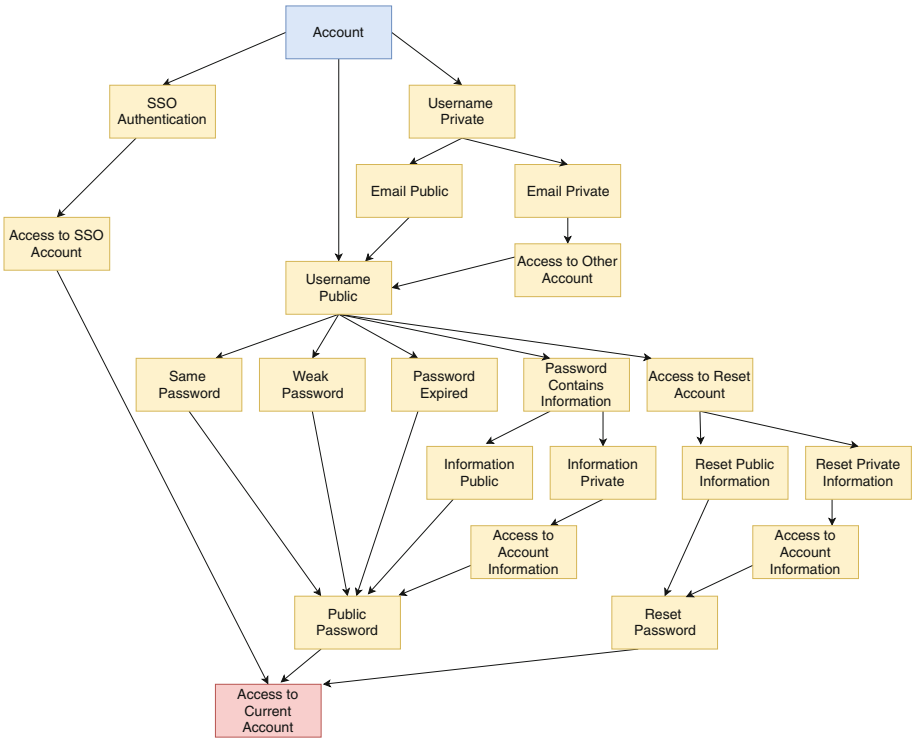 Account
SSO
Authentication
Username
Private
Email Public
Email Private
Access to SSO
Account
Access to Other
Account
Username
Public
Same
Password
Weak
Password
Password
Expired
Password
Contains
Information
Access to Reset
Account
Information
Public
Information
Private
Reset Public
Information
Reset Private
Information
Access to
Account
Information
Access to
Account
Information
Public
Password
Reset
Password
Access to
Current
Account